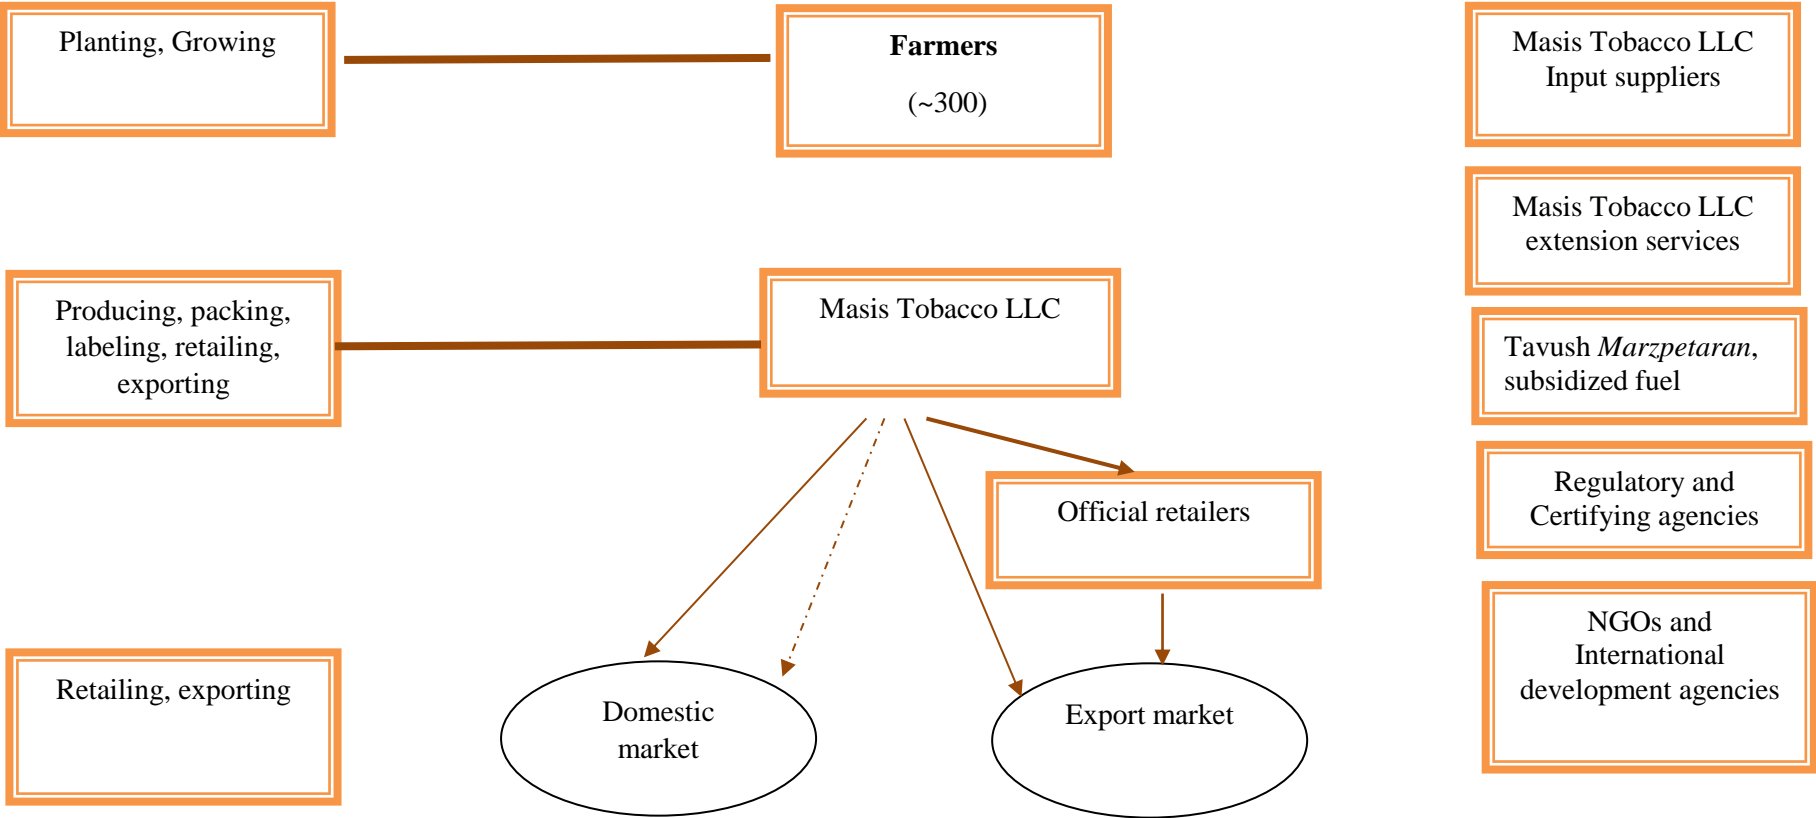 Planting, Growing
Farmers
(~300)
Masis Tobacco LLC
Input suppliers
Masis Tobacco LLC
extension services
Producing, packing,
labeling, retailing,
exporting
Masis Tobacco LLC
Tavush Marzpetaran,
subsidized fuel
Official retailers
Regulatory and
Certifying agencies
Retailing, exporting
Domestic
market
Export market
NGOs and
International
development agencies